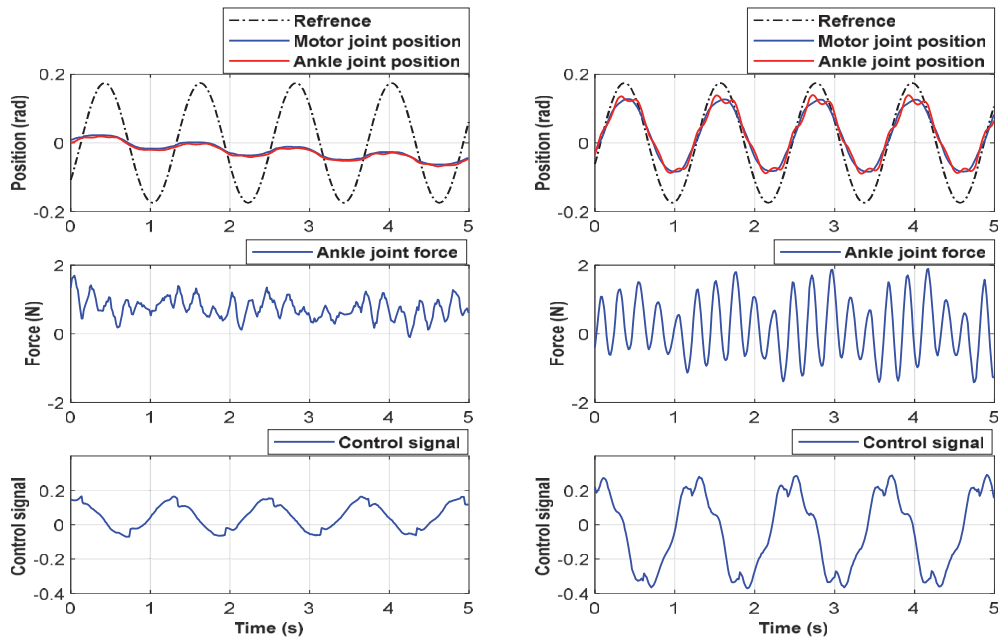 Refrence
Motor joint position
Ankle joint position
Position (rad)
0.2
0
-0.2
0 1 2 3 4 5
Ankle joint force
Force (N)
2
0
-2
0 1 2 3 4 5
Control signal
Control signal
0.2
0
-0.2
-0.4
0 1 2 3 4 5
Time (s)
Refrence
Motor joint position
Ankle joint position
Position (rad)
0.2
0
-0.2
0 1 2 3 4 5
Ankle joint force
Force (N)
2
0
-2
0 1 2 3 4 5
Control signal
Control signal
0.2
0
-0.2
-0.4
0 1 2 3 4 5
Time (s)